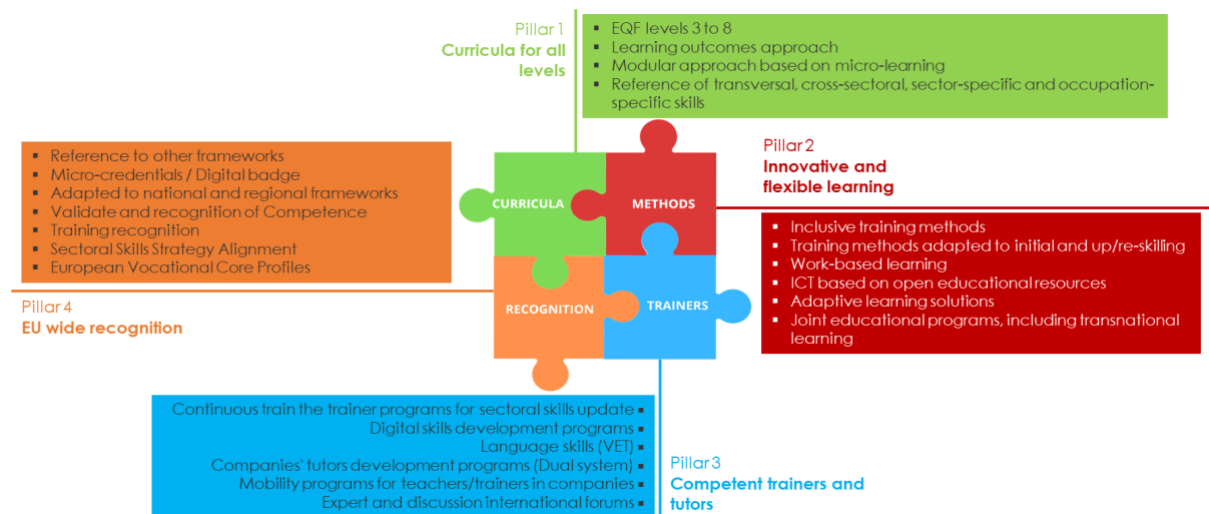 Pillar 1
Curricula for all
levels
▪ EQF levels 3 to 8
▪ Learning outcomes approach
▪ Modular approach based on micro-learning
▪ Reference of transversal, cross-sectoral, sector-specific and occupation-
specific skills
▪ Reference to other frameworks
▪ Micro-credentials / Digital badge
▪ Adapted to national and regional frameworks
▪ Validate and recognition of Competence
▪ Training recognition
▪ Sectoral Skills Strategy Alignment
▪ European Vocational Core Profiles
Pillar 4
EU wide recognition
CURRICULA
METHODS
RECOGNITION
TRAINERS
Pillar 2
Innovative and
flexible learning
▪ Inclusive training methods
▪ Training methods adapted to initial and up/re-skilling
▪ Work-based learning
▪ ICT based on open educational resources
▪ Adaptive learning solutions
▪ Joint educational programs, including transnational
learning
Continuous train the trainer programs for sectoral skills update ▪
Digital skills development programs ▪
Language skills (VET) ▪
Companies' tutors development programs (Dual system) ▪
Mobility programs for teachers/trainers in companies ▪
Expert and discussion international forums ▪
Pillar 3
Competent trainers and
tutors